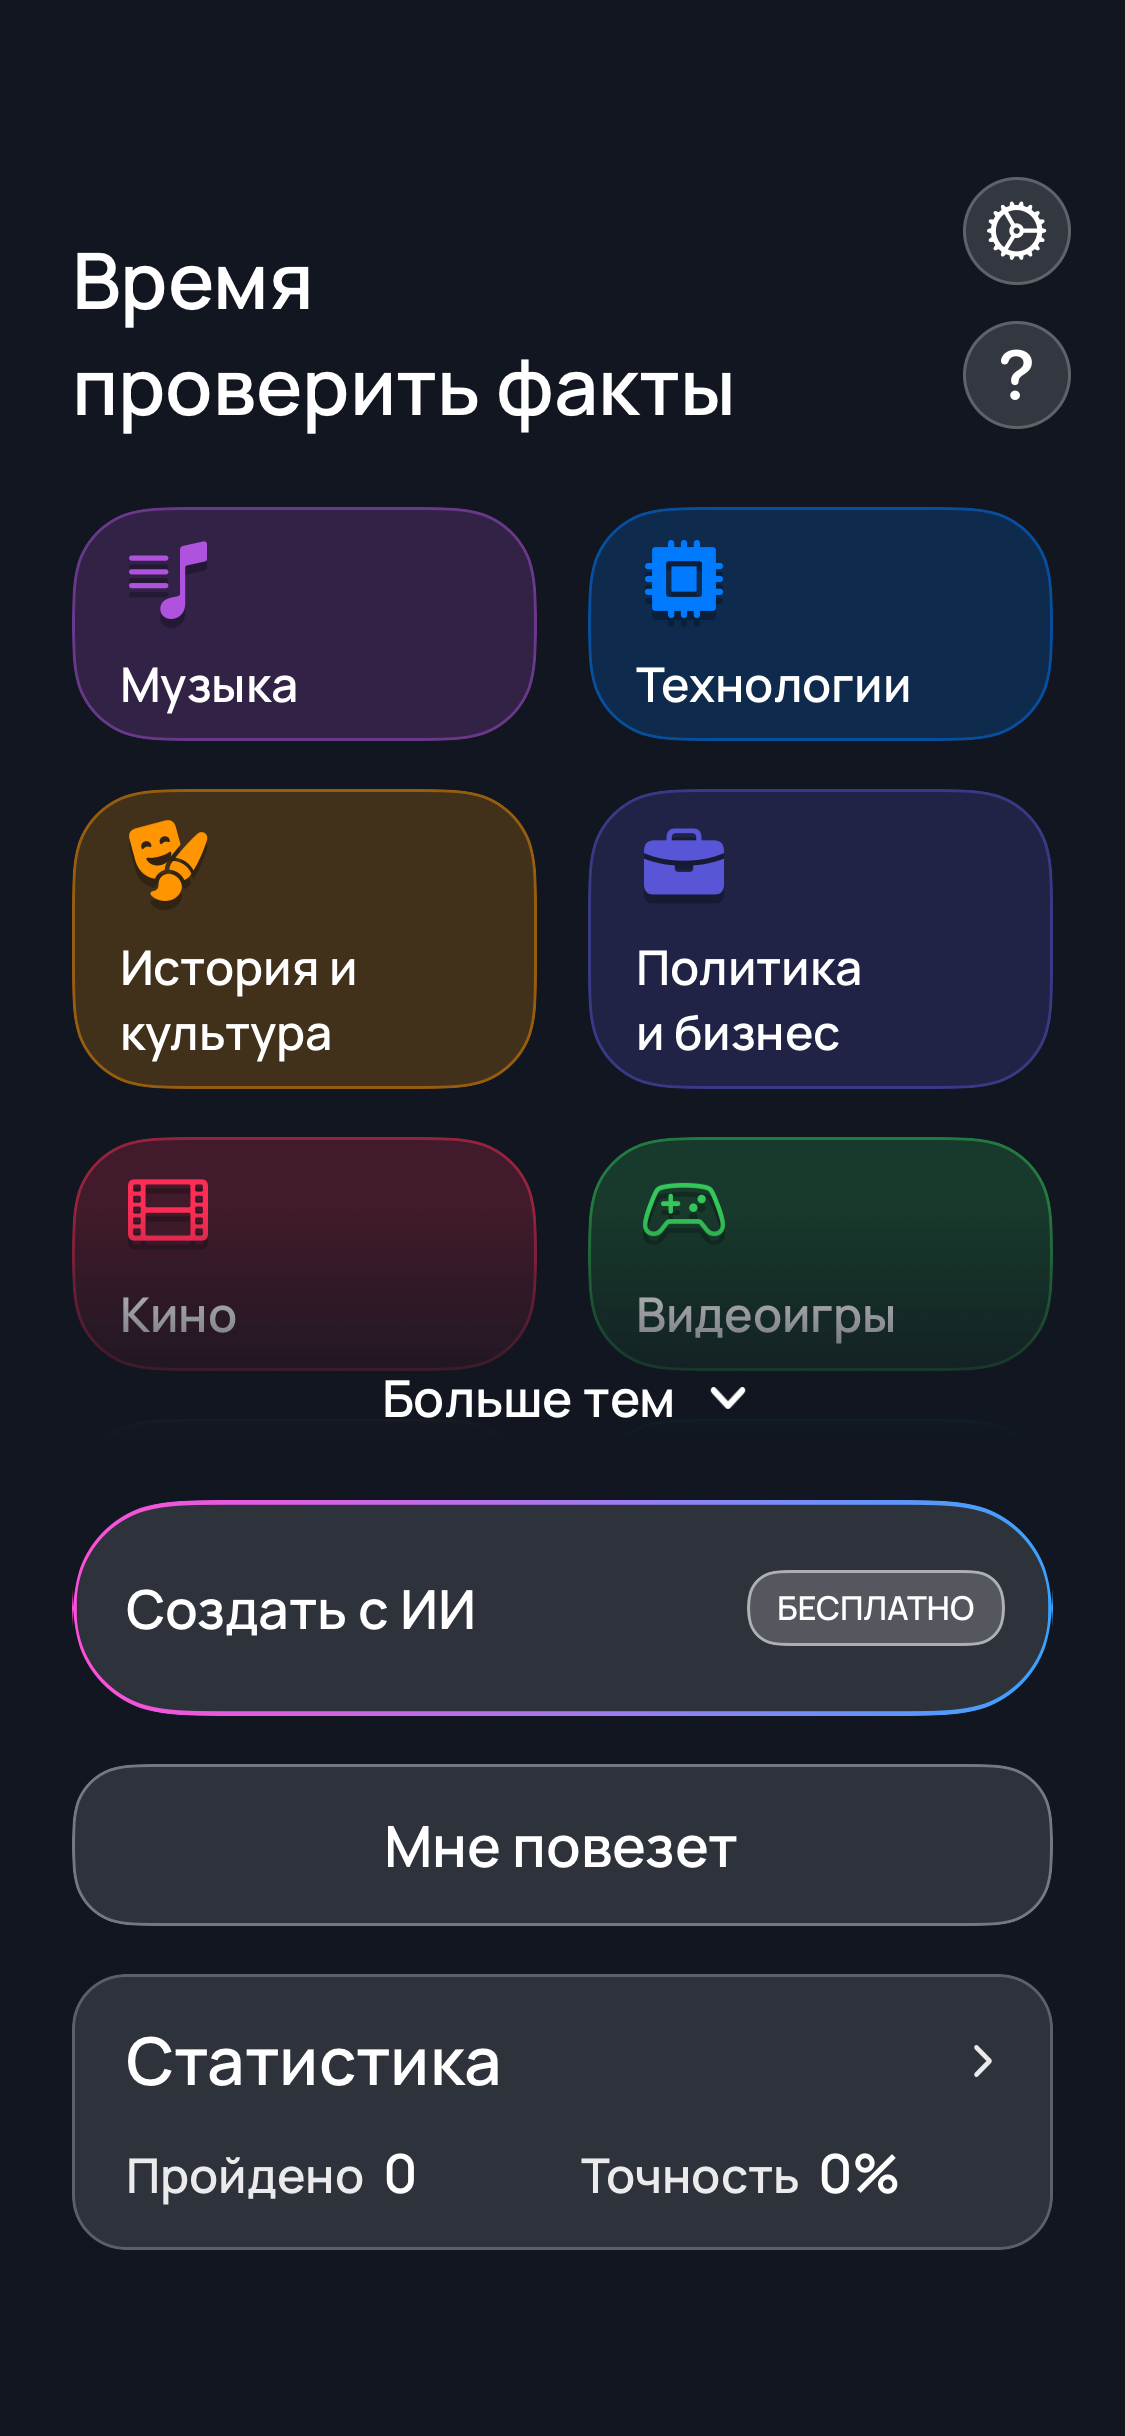 Время
проверить факты
?
Музыка
Технологии
История и
культура
Политика
и бизнес
Кино
Видеоигры
Больше тем
Создать с ИИ
БЕСПЛАТНО
Мне повезет
Статистика
Пройдено 0
Точность 0%